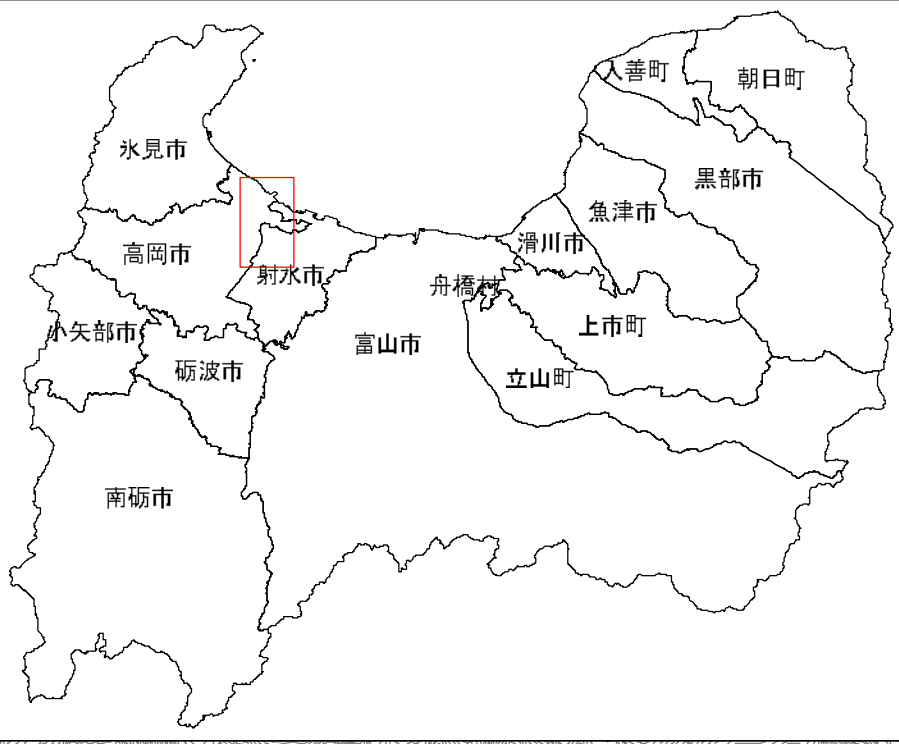 入善町
朝日町
氷見市
黒部市
魚津市
滑川市
高岡市
射水市
舟橋村
小矢部市
上市町
富山市
砺波市
立山町
南砺市